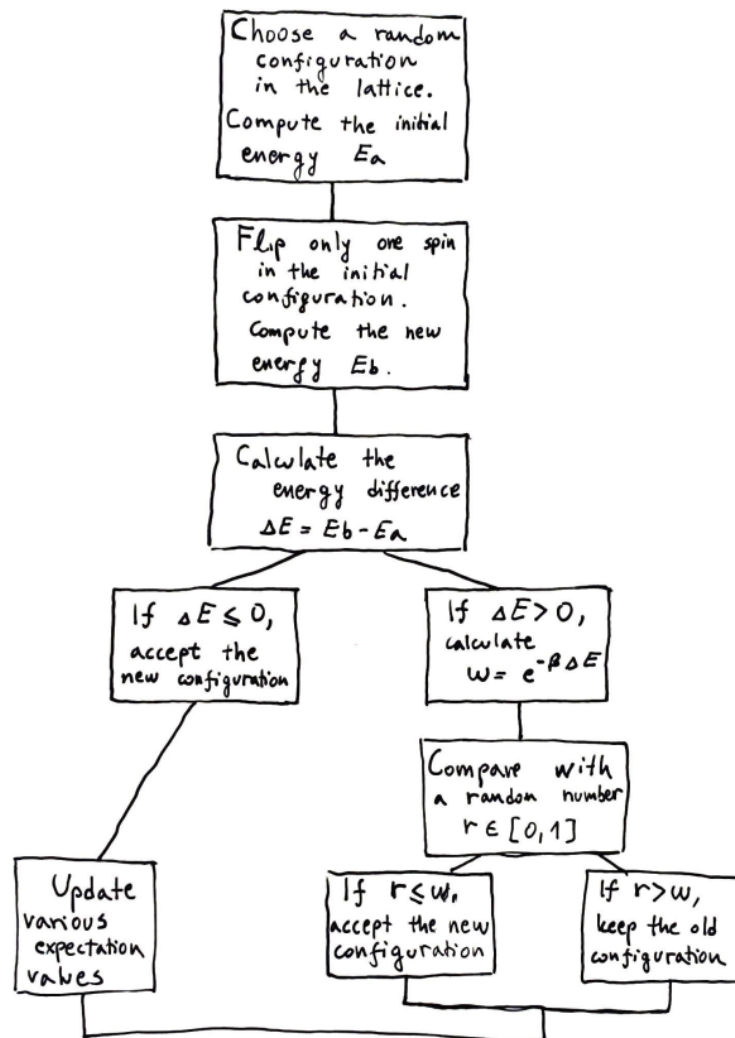 Choose a random
configuration
in the lattice.
Compute the initial
energy Ea
Flip only one spin
in the initial
configuration.
Compute the new
energy Eb.
Calculate the
energy difference
ΔE = Eb - Ea
If ΔE ≤ 0,
accept the
new configuration
If ΔE > 0,
calculate
w = e^{-βΔE}
Compare with
a random number
r ∈ [0,1]
Update
various
expectation
values
If r ≤ w,
accept the new
configuration
If r > w,
keep the old
configuration